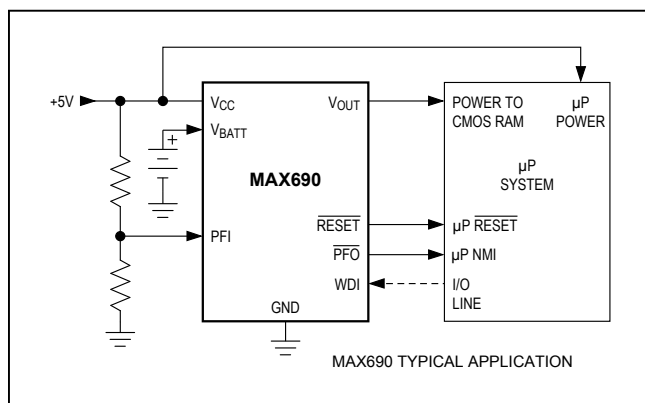 +5V
VCC
VBATT
+
MAX690
PFI
GND
VOUT
RESET
PFO
WDI
POWER TO
CMOS RAM
µP
POWER
µP
SYSTEM
µP RESET
µP NMI
I/O
LINE
MAX690 TYPICAL APPLICATION